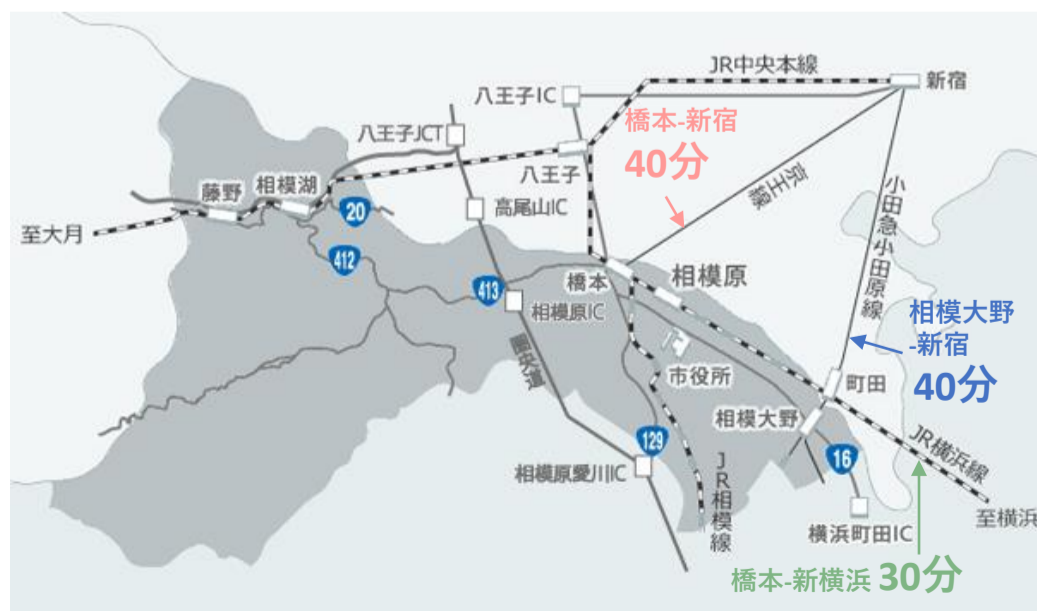 JR中央本線
新宿
八王子IC
橋本-新宿
40分
八王子JCT
八王子
京王線
小田急小田原線
藤野
相模湖
20
高尾山IC
至大月
412
橋本
相模原
413
相模原IC
圏央道
相模大野
-新宿
40分
市役所
町田
相模大野
JR横浜線
129
16
相模原愛川IC
JR相模線
至横浜
横浜町田IC
橋本-新横浜 30分